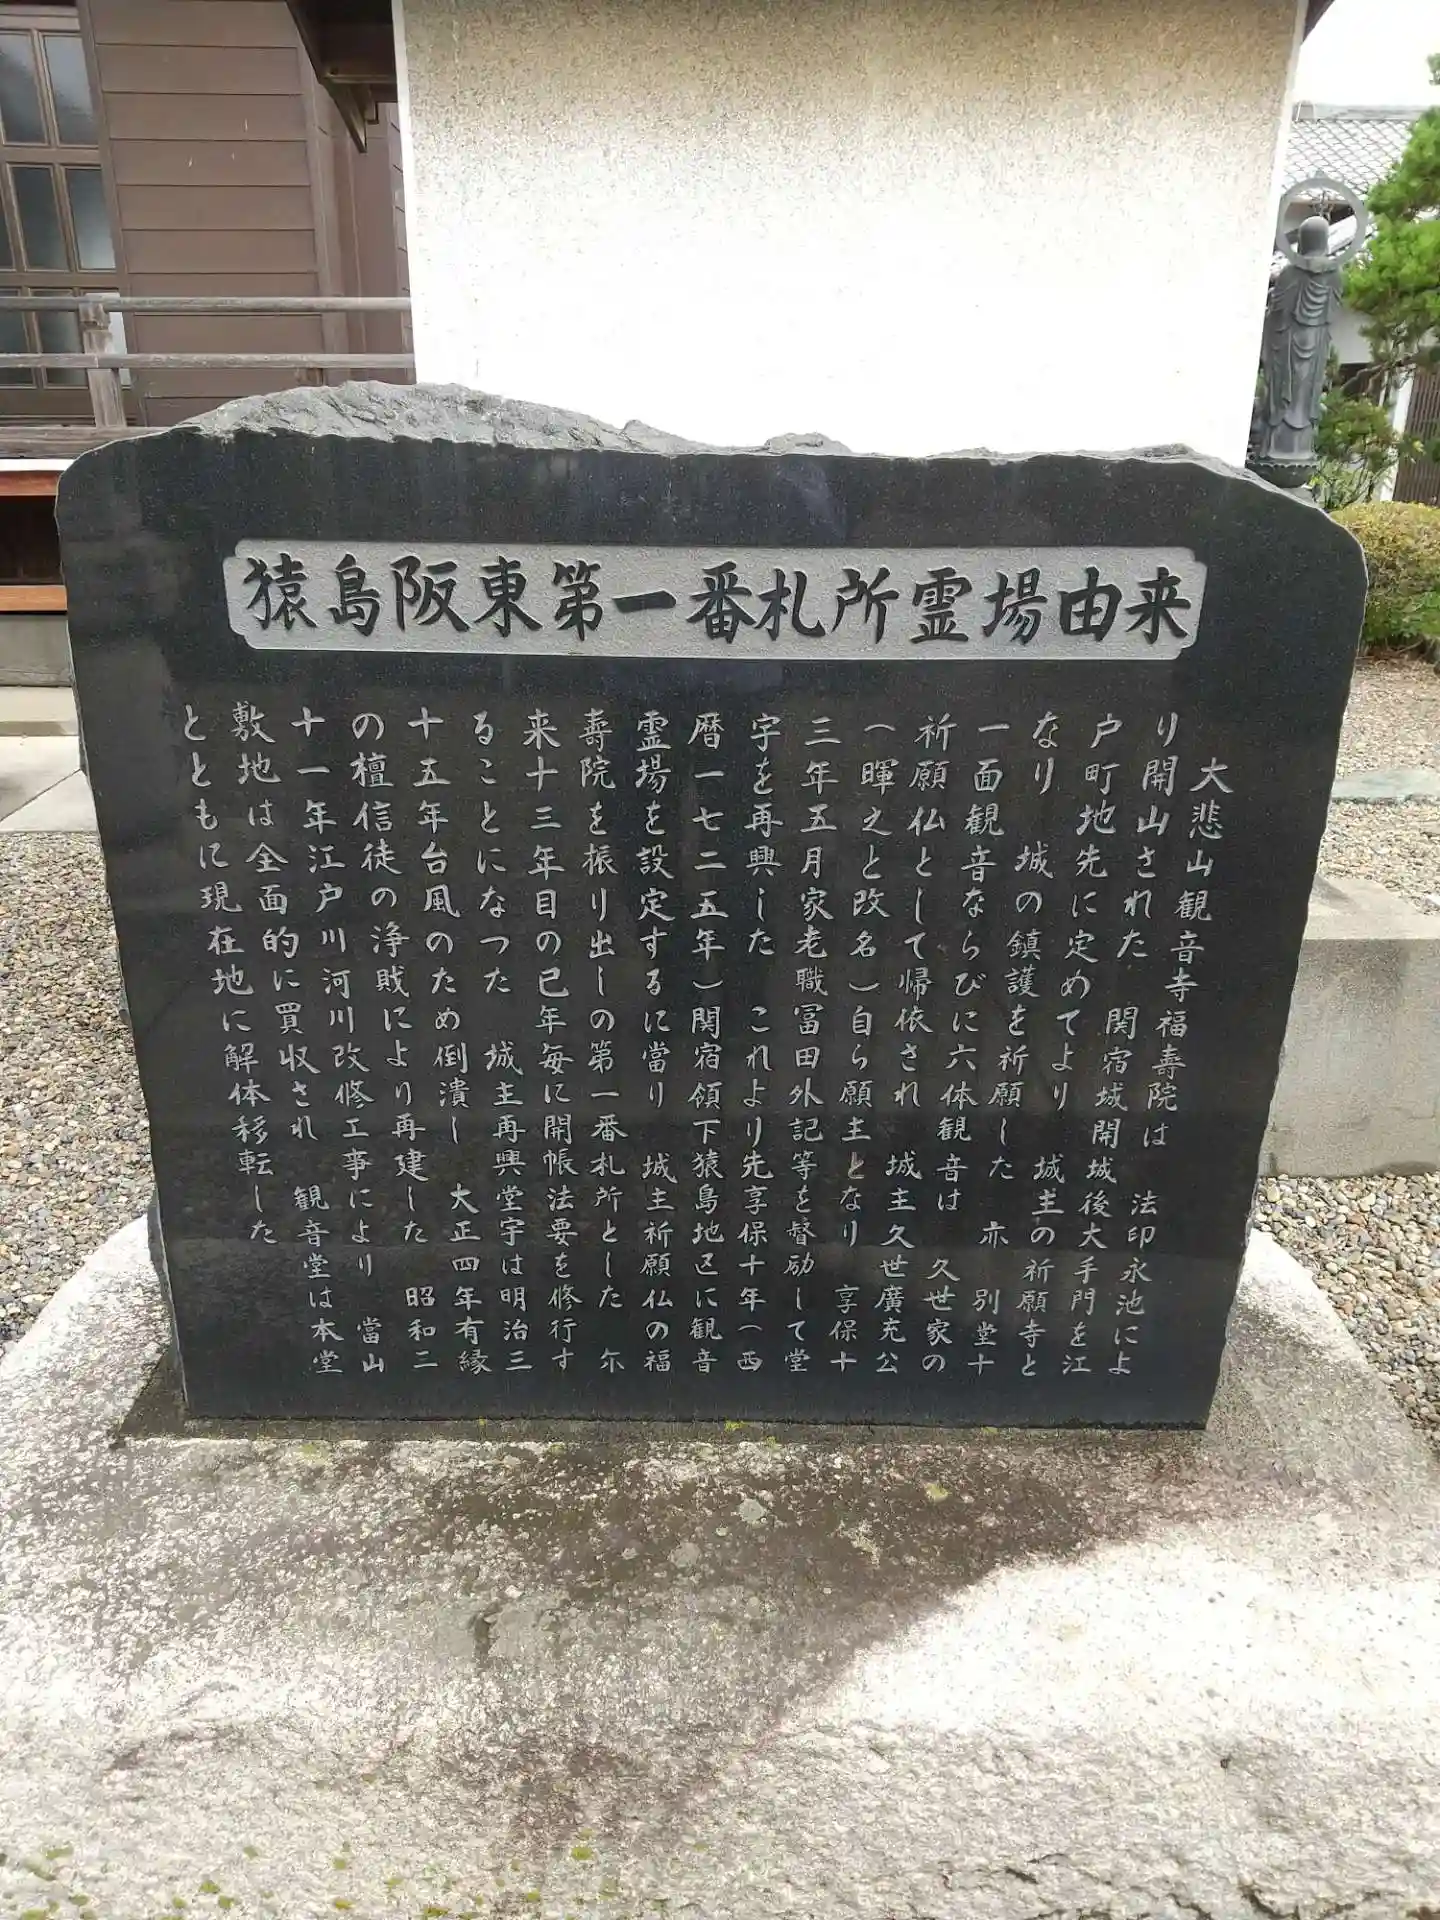 猿島阪東第一番札所霊場由来
大悲山観音寺福壽院は　法印永池によ
り開山された　関宿城開城後大手門を江
戸町地先に定めてより　城主の祈願寺と
なり　城の鎮護を祈願した　亦　別堂十
一面観音ならびに六体観音は　久世家の
祈願仏として帰依され　城主久世廣充公
（暉之と改名）自ら願主となり　享保十
三年五月家老職冨田外記等を督励して堂
宇を再興した　これより先享保十年（西
暦一七二五年）関宿領下猿島地区に観音
霊場を設定するに當り　城主祈願仏の福
壽院を振り出しの第一番札所とした　尓
来十三年目の巳年毎に開帳法要を修行す
ることになつた　城主再興堂宇は明治三
十五年台風のため倒潰し　大正四年有縁
の檀信徒の浄賎により再建した　昭和二
十一年江戸川河川改修工事により　當山
敷地は全面的に買収され　観音堂は本堂
とともに現在地に解体移転した